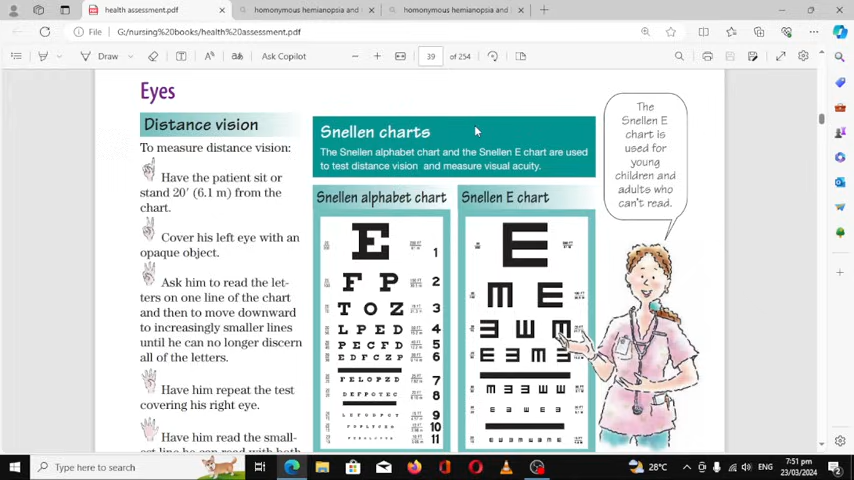 health assessment.pdf
homonymous hemianopsia and
homonymous hemianopsia and
File
G:/nursing%20books/health%20assessment.pdf
Draw
Ask Copilot
39
of 254
Eyes
Distance vision
To measure distance vision:
Have the patient sit or
stand 20′ (6.1 m) from the
chart.
Cover his left eye with an
opaque object.
Ask him to read the let-
ters on one line of the chart
and then to move downward
to increasingly smaller lines
until he can no longer discern
all of the letters.
Have him repeat the test
covering his right eye.
Have him read the small-
est line he can read with both
Snellen charts
The Snellen alphabet chart and the Snellen E chart are used
to test distance vision and measure visual acuity.
Snellen alphabet chart
E 1
F P 2
T O Z 3
L P E D 4
P E C F D 5
E D F C Z P 6
F E L O P Z D 7
D E F P O T E C 8
9
10
11
Snellen E chart
The
Snellen E
chart is
used for
young
children and
adults who
can't read.
Type here to search
28°C
ENG
7:51 pm
23/03/2024